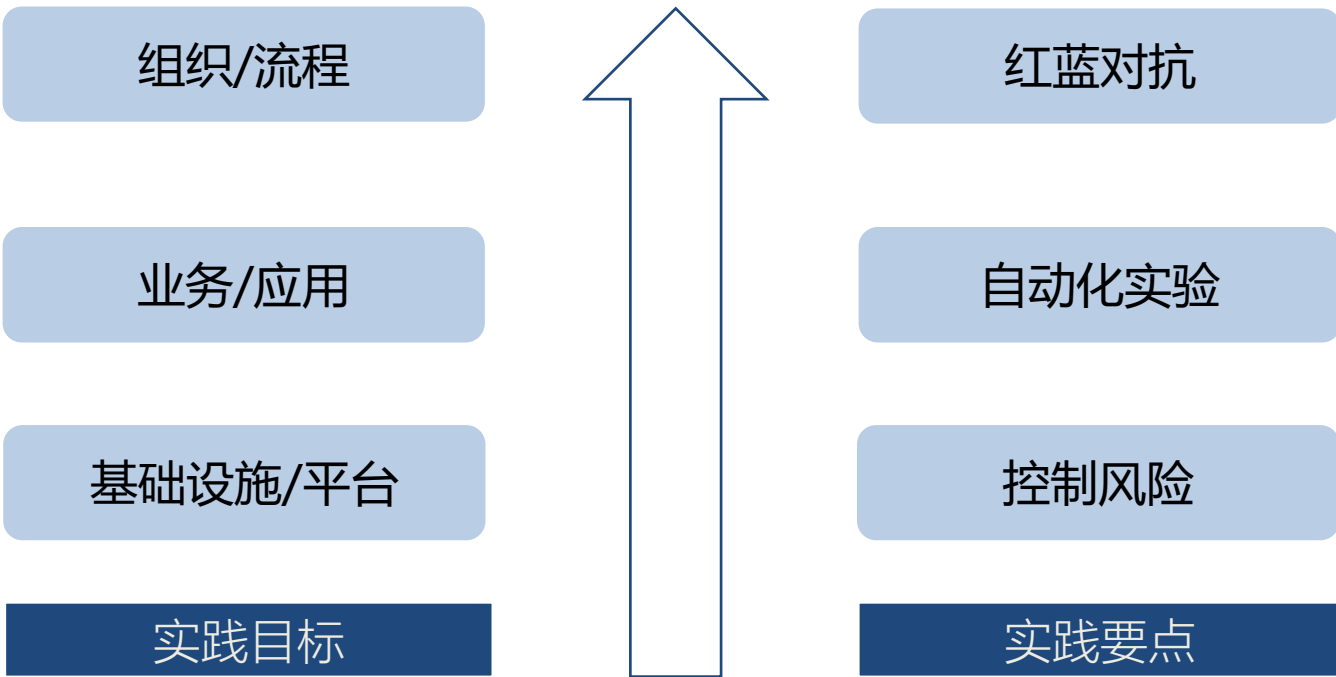 组织/流程
红蓝对抗
业务/应用
自动化实验
基础设施/平台
控制风险
实践目标
实践要点